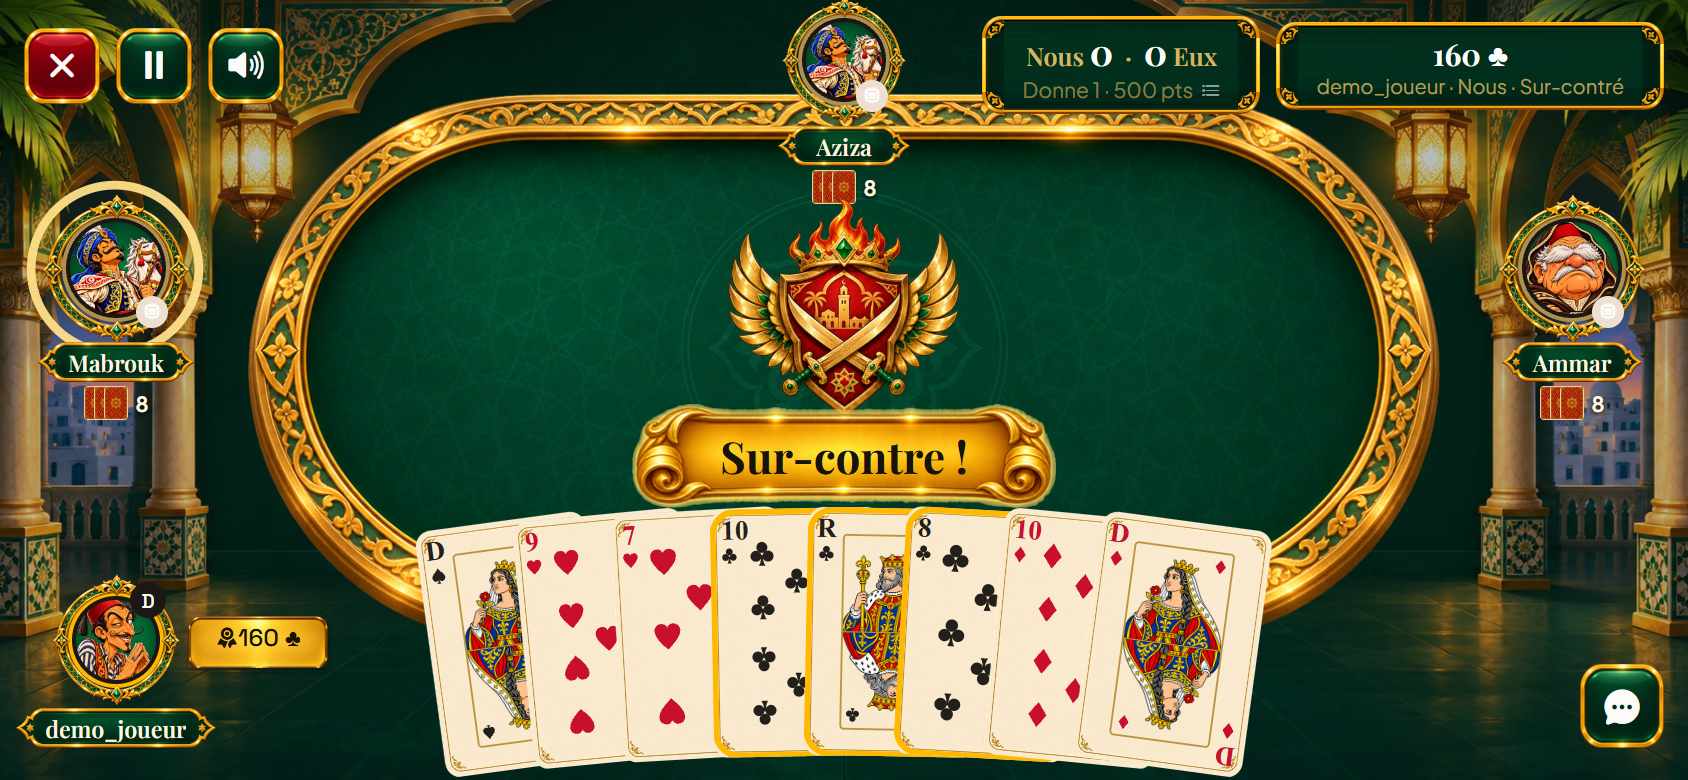 Nous 0 · 0 Eux
Donne 1 · 500 pts
160 ♣
demo_joueur · Nous · Sur-contré
Aziza
8
Mabrouk
8
Ammar
8
Sur-contre !
D
9
7
10
R
8
10
D
D
D
160 ♣
demo_joueur